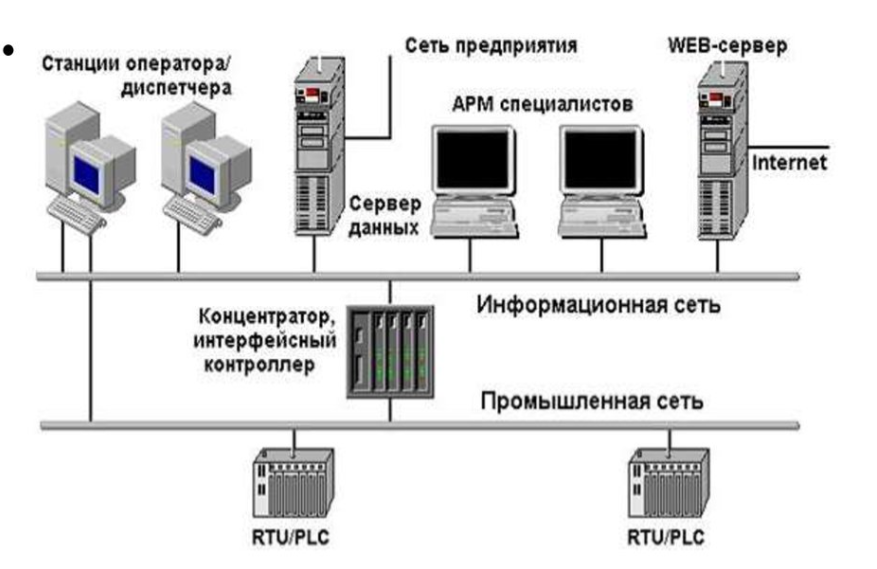 Станции оператора/
диспетчера
Сеть предприятия
WEB-сервер
АРМ специалистов
Internet
Сервер
данных
Информационная сеть
Концентратор,
интерфейсный
контроллер
Промышленная сеть
RTU/PLC
RTU/PLC